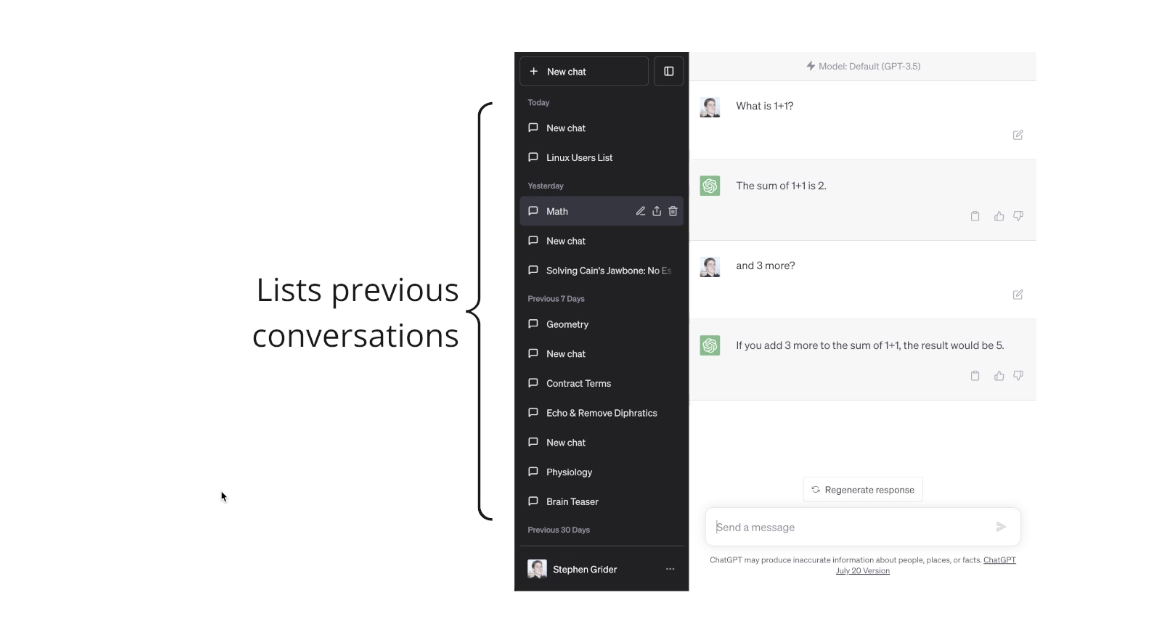 Lists previous
conversations
New chat
Today
New chat
Linux Users List
Yesterday
Math
New chat
Solving Cain's Jawbone: No Es
Previous 7 Days
Geometry
New chat
Contract Terms
Echo & Remove Diphratics
New chat
Physiology
Brain Teaser
Previous 30 Days
Stephen Grider
Model: Default (GPT-3.5)
What is 1+1?
The sum of 1+1 is 2.
and 3 more?
If you add 3 more to the sum of 1+1, the result would be 5.
Regenerate response
Send a message
ChatGPT may produce inaccurate information about people, places, or facts. ChatGPT
July 20 Version